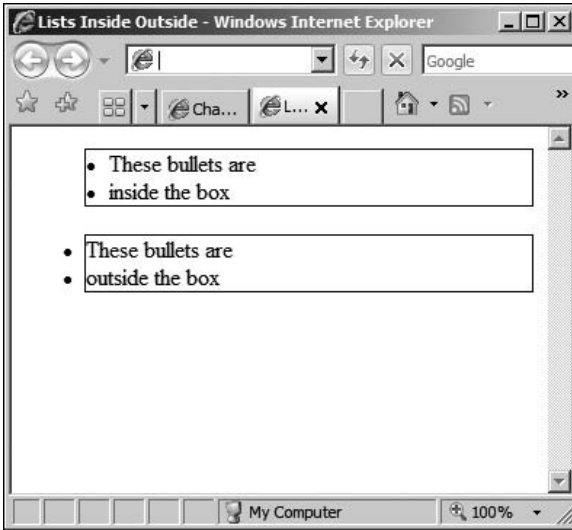 Lists Inside Outside - Windows Internet Explorer
Google
Cha... L... x
»
• These bullets are
• inside the box
• These bullets are
• outside the box
My Computer 100%